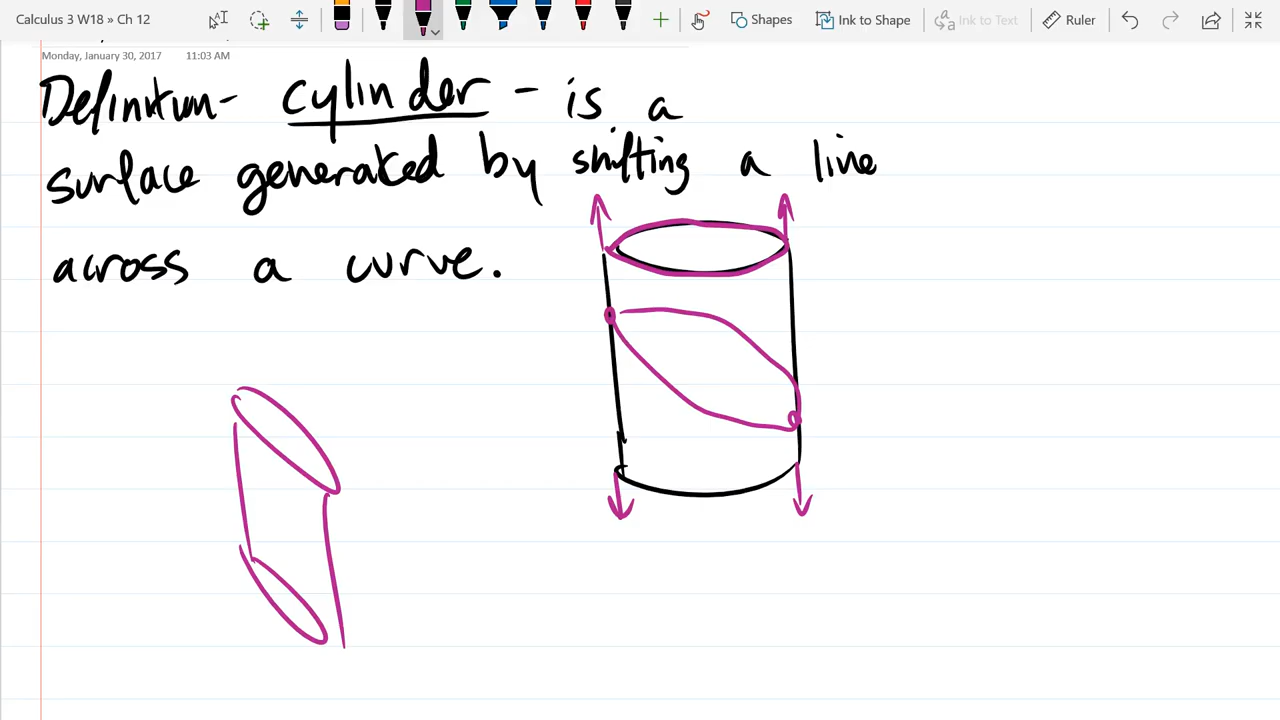 Calculus 3 W18 » Ch 12
Shapes
Ink to Shape
Ink to Text
Ruler
Monday, January 30, 2017 11:03 AM
Definition- cylinder - is a
surface generated by shifting a line
across a curve.